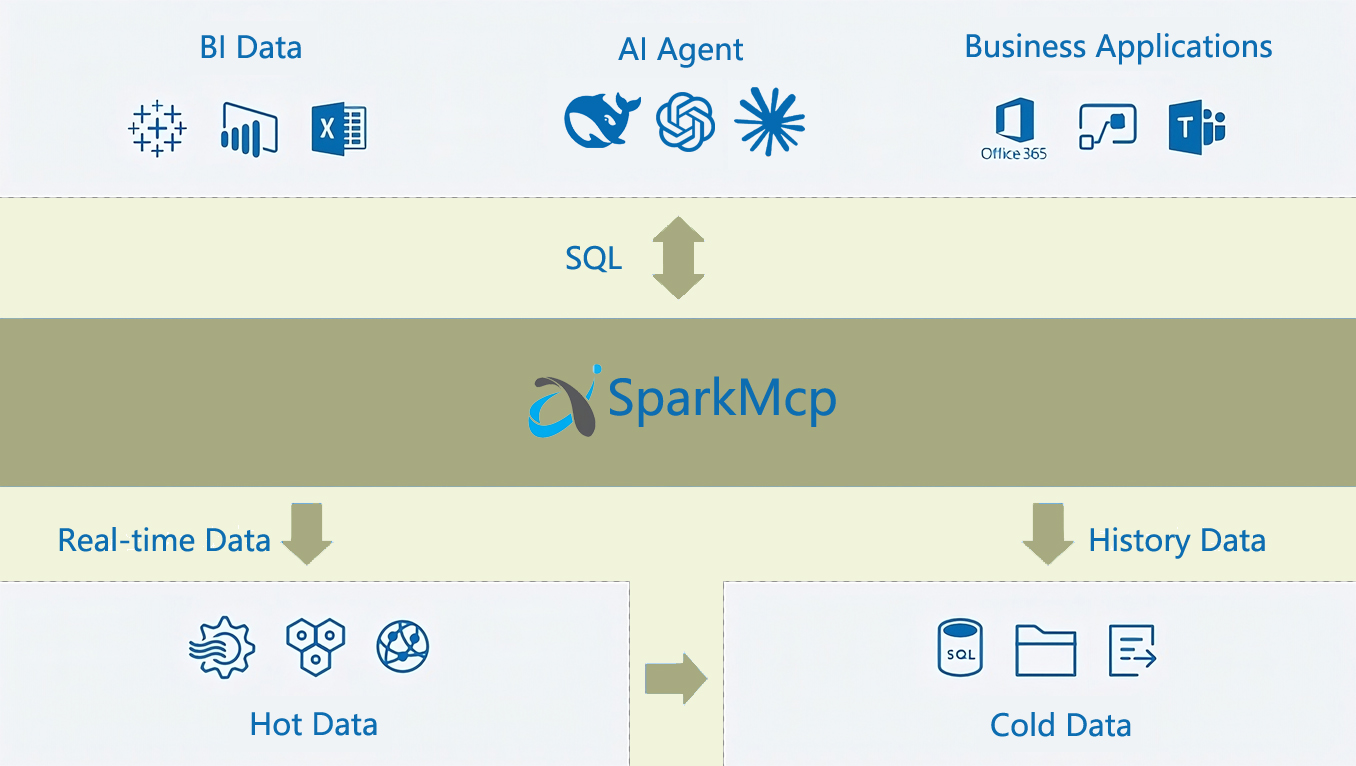 BI Data
AI Agent
Business Applications
X
Office 365
T
SQL
SparkMcp
Real-time Data
History Data
SQL
Hot Data
Cold Data